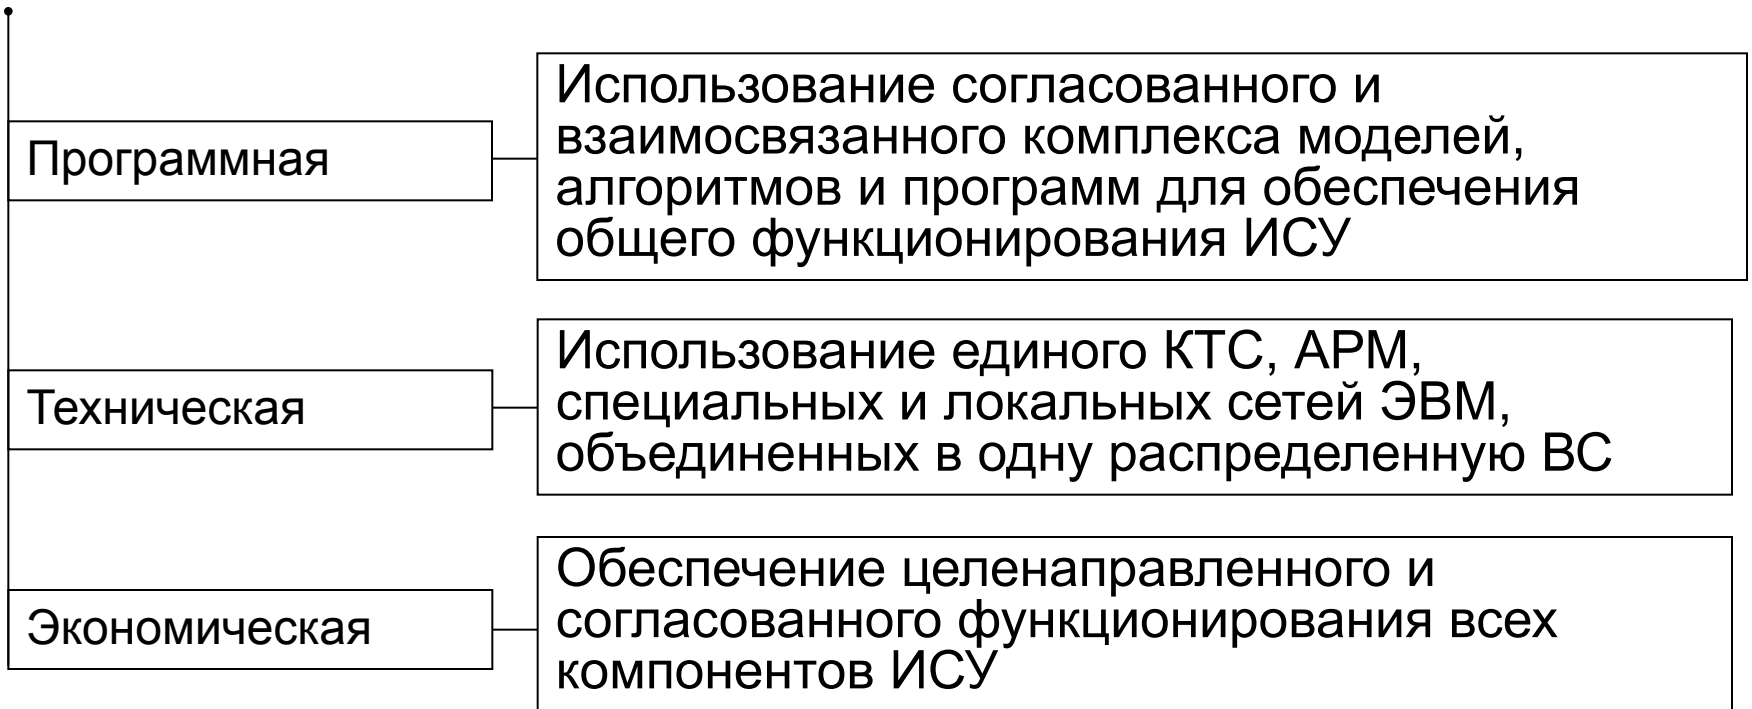 Программная
Использование согласованного и
взаимосвязанного комплекса моделей,
алгоритмов и программ для обеспечения
общего функционирования ИСУ
Техническая
Использование единого КТС, АРМ,
специальных и локальных сетей ЭВМ,
объединенных в одну распределенную ВС
Экономическая
Обеспечение целенаправленного и
согласованного функционирования всех
компонентов ИСУ